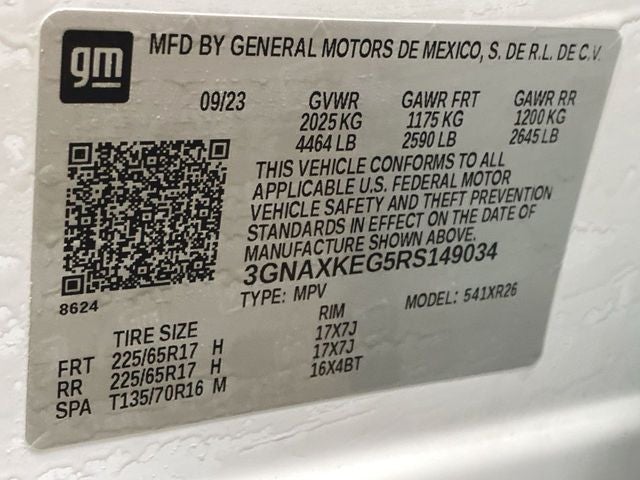 gm
MFD BY GENERAL MOTORS DE MEXICO, S. DE R.L. DE C.V.
09/23 GVWR GAWR FRT GAWR RR
2025 KG 1175 KG 1200 KG
4464 LB 2590 LB 2645 LB
THIS VEHICLE CONFORMS TO ALL
APPLICABLE U.S. FEDERAL MOTOR
VEHICLE SAFETY AND THEFT PREVENTION
STANDARDS IN EFFECT ON THE DATE OF
MANUFACTURE SHOWN ABOVE.
3GNAXKEG5RS149034
8624 TYPE: MPV MODEL: 541XR26
TIRE SIZE RIM
FRT 225/65R17 H 17X7J
RR 225/65R17 H 17X7J
SPA T135/70R16 M 16X4BT